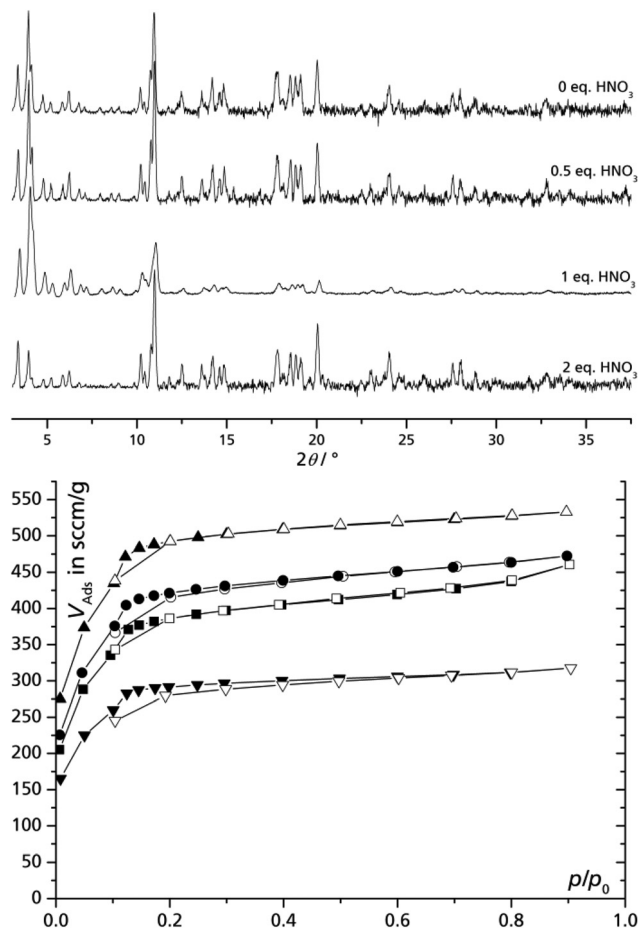 0 eq. HNO₃
0.5 eq. HNO₃
1 eq. HNO₃
2 eq. HNO₃
5 10 15 20 25 30 35
2θ/ °
V_Ads in sccm/g
550
500
450
400
350
300
250
200
150
100
50
0
p/p₀
0.0 0.2 0.4 0.6 0.8 1.0